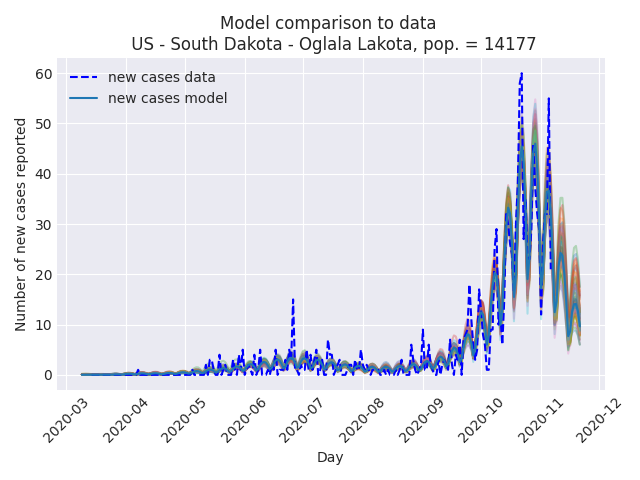 Model comparison to data
US - South Dakota - Oglala Lakota, pop. = 14177
new cases data
new cases model
Number of new cases reported
60
50
40
30
20
10
0
2020-03
2020-04
2020-05
2020-06
2020-07
2020-08
2020-09
2020-10
2020-11
2020-12
Day